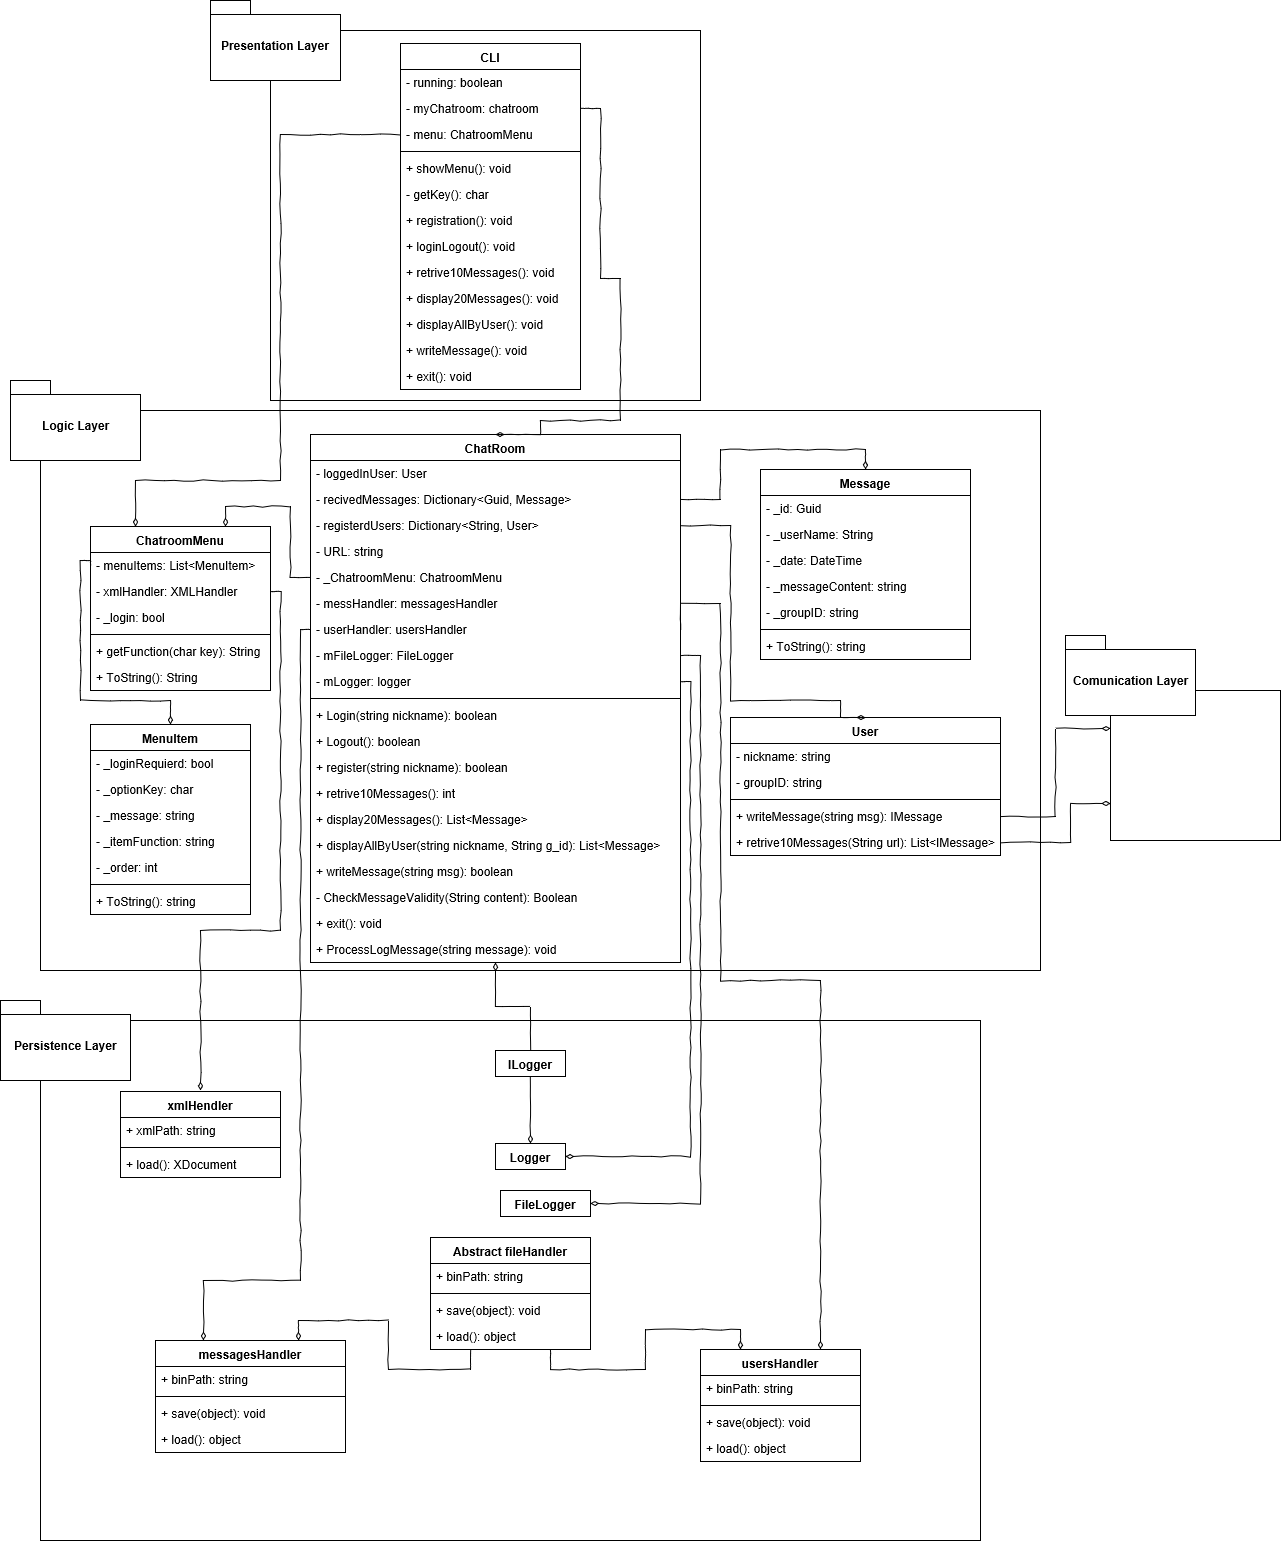 Presentation Layer
CLI
- running: boolean
- myChatroom: chatroom
- menu: ChatroomMenu
+ showMenu(): void
- getKey(): char
+ registration(): void
+ loginLogout(): void
+ retrive10Messages(): void
+ display20Messages(): void
+ displayAllByUser(): void
+ writeMessage(): void
+ exit(): void
Logic Layer
ChatRoom
- loggedInUser: User
- recivedMessages: Dictionary<Guid, Message>
- registerdUsers: Dictionary<String, User>
- URL: string
- _ChatroomMenu: ChatroomMenu
- messHandler: messagesHandler
- userHandler: usersHandler
- mFileLogger: FileLogger
- mLogger: logger
+ Login(string nickname): boolean
+ Logout(): boolean
+ register(string nickname): boolean
+ retrive10Messages(): int
+ display20Messages(): List<Message>
+ displayAllByUser(string nickname, String g_id): List<Message>
+ writeMessage(string msg): boolean
- CheckMessageValidity(String content): Boolean
+ exit(): void
+ ProcessLogMessage(string message): void
Message
- _id: Guid
- _userName: String
- _date: DateTime
- _messageContent: string
- _groupID: string
+ ToString(): string
ChatroomMenu
- menuItems: List<MenuItem>
- xmlHandler: XMLHandler
- _login: bool
+ getFunction(char key): String
+ ToString(): String
MenuItem
- _loginRequierd: bool
- _optionKey: char
- _message: string
- _itemFunction: string
- _order: int
+ ToString(): string
User
- nickname: string
- groupID: string
+ writeMessage(string msg): IMessage
+ retrive10Messages(String url): List<IMessage>
Comunication Layer
Persistence Layer
xmlHendler
+ xmlPath: string
+ load(): XDocument
ILogger
Logger
FileLogger
Abstract fileHandler
+ binPath: string
+ save(object): void
+ load(): object
messagesHandler
+ binPath: string
+ save(object): void
+ load(): object
usersHandler
+ binPath: string
+ save(object): void
+ load(): object